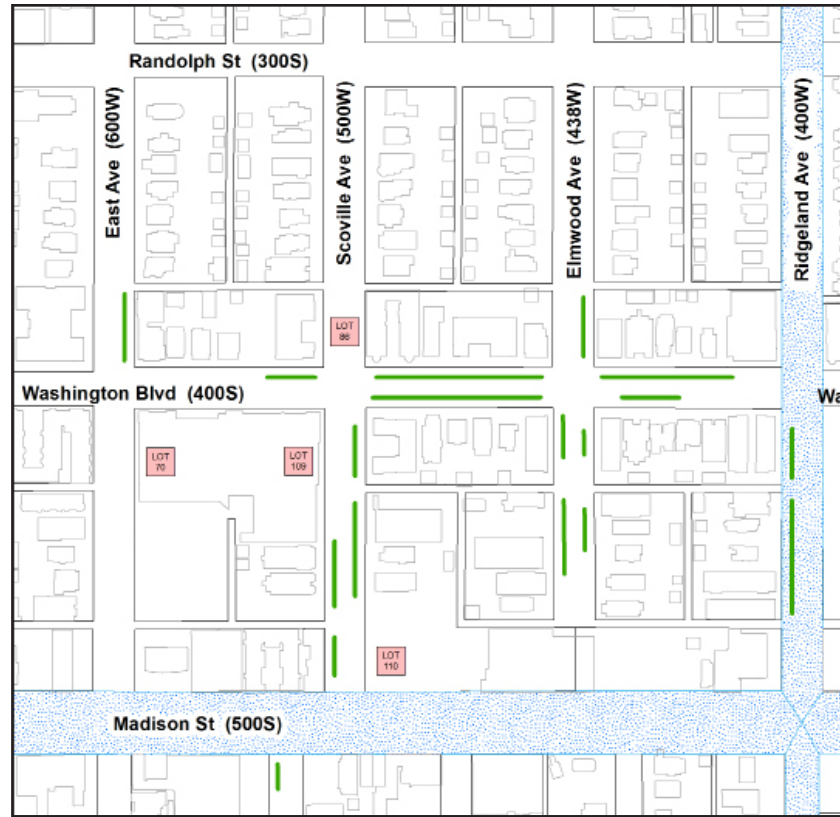 Randolph St (300S)
East Ave (600W)
Scoville Ave (500W)
Elmwood Ave (438W)
Ridgeland Ave (400W)
LOT
86
Washington Blvd (400S)
Wa
LOT
70
LOT
109
LOT
110
Madison St (500S)